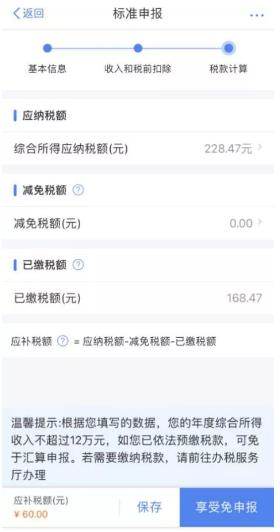 返回
标准申报
基本信息
收入和税前扣除
税款计算
应纳税额
综合所得应纳税额(元)
228.47元
减免税额
减免税额(元)
0.00
已缴税额
已缴税额(元)
168.47
应补税额 = 应纳税额-减免税额-已缴税额
温馨提示:根据您填写的数据，您的年度综合所得
收入不超过12万元，如您已依法预缴税款，可免
于汇算申报。若需要缴纳税款，请前往办税服务
厅办理
应补税额(元)
¥ 60.00
保存
享受免申报